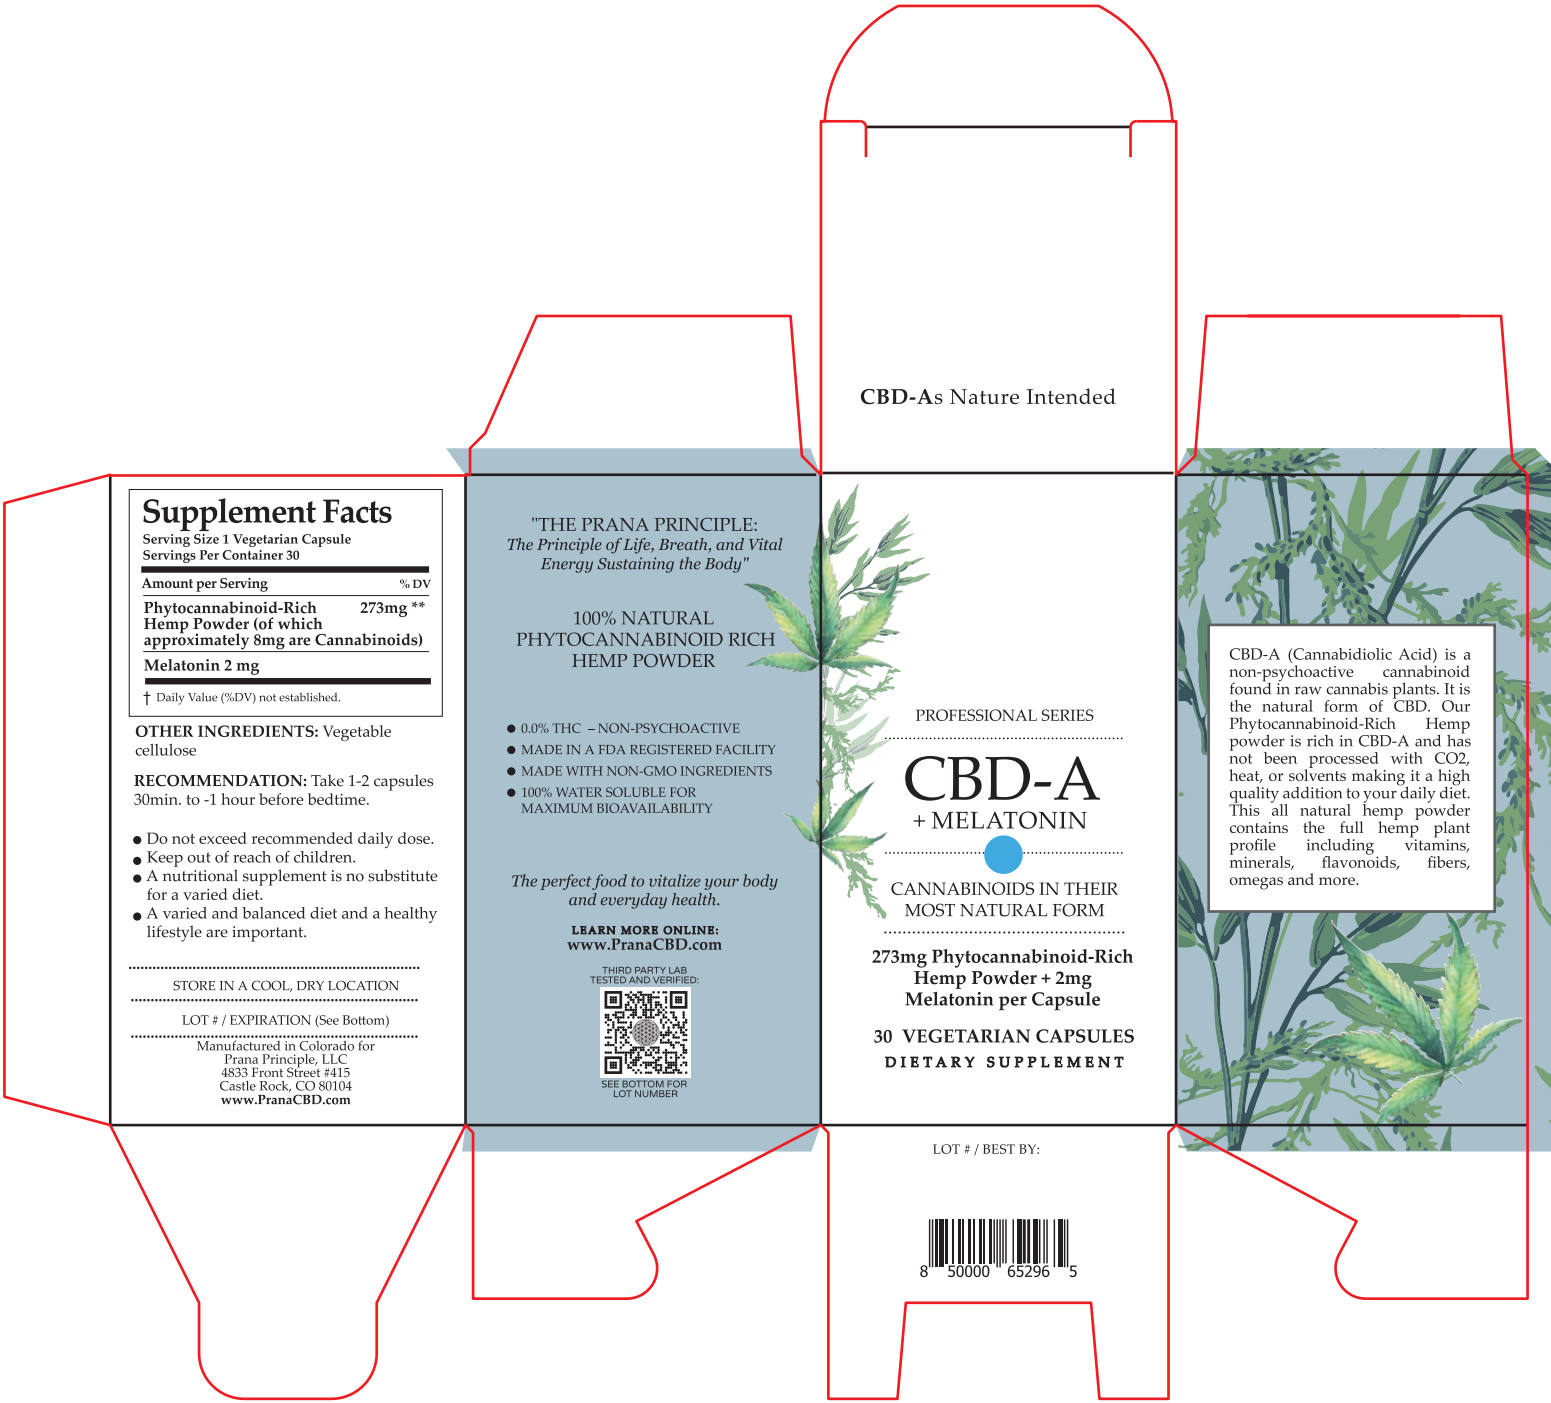 CBD-As Nature Intended
Supplement Facts
Serving Size 1 Vegetarian Capsule
Servings Per Container 30
Amount per Serving % DV
Phytocannabinoid-Rich 273mg **
Hemp Powder (of which
approximately 8mg are Cannabinoids)
Melatonin 2 mg
† Daily Value (%DV) not established.
OTHER INGREDIENTS: Vegetable
cellulose
RECOMMENDATION: Take 1-2 capsules
30min. to -1 hour before bedtime.
● Do not exceed recommended daily dose.
● Keep out of reach of children.
● A nutritional supplement is no substitute
for a varied diet.
● A varied and balanced diet and a healthy
lifestyle are important.
STORE IN A COOL, DRY LOCATION
LOT # / EXPIRATION (See Bottom)
Manufactured in Colorado for
Prana Principle, LLC
4833 Front Street #415
Castle Rock, CO 80104
www.PranaCBD.com
"THE PRANA PRINCIPLE:
The Principle of Life, Breath, and Vital
Energy Sustaining the Body"
100% NATURAL
PHYTOCANNABINOID RICH
HEMP POWDER
● 0.0% THC – NON-PSYCHOACTIVE
● MADE IN A FDA REGISTERED FACILITY
● MADE WITH NON-GMO INGREDIENTS
● 100% WATER SOLUBLE FOR
MAXIMUM BIOAVAILABILITY
The perfect food to vitalize your body
and everyday health.
LEARN MORE ONLINE:
www.PranaCBD.com
THIRD PARTY LAB
TESTED AND VERIFIED:
SEE BOTTOM FOR
LOT NUMBER
PROFESSIONAL SERIES
CBD-A
+ MELATONIN
CANNABINOIDS IN THEIR
MOST NATURAL FORM
273mg Phytocannabinoid-Rich
Hemp Powder + 2mg
Melatonin per Capsule
30 VEGETARIAN CAPSULES
DIETARY SUPPLEMENT
CBD-A (Cannabidiolic Acid) is a
non-psychoactive cannabinoid
found in raw cannabis plants. It is
the natural form of CBD. Our
Phytocannabinoid-Rich Hemp
powder is rich in CBD-A and has
not been processed with CO2,
heat, or solvents making it a high
quality addition to your daily diet.
This all natural hemp powder
contains the full hemp plant
profile including vitamins,
minerals, flavonoids, fibers,
omegas and more.
LOT # / BEST BY:
8 50000 65296 5